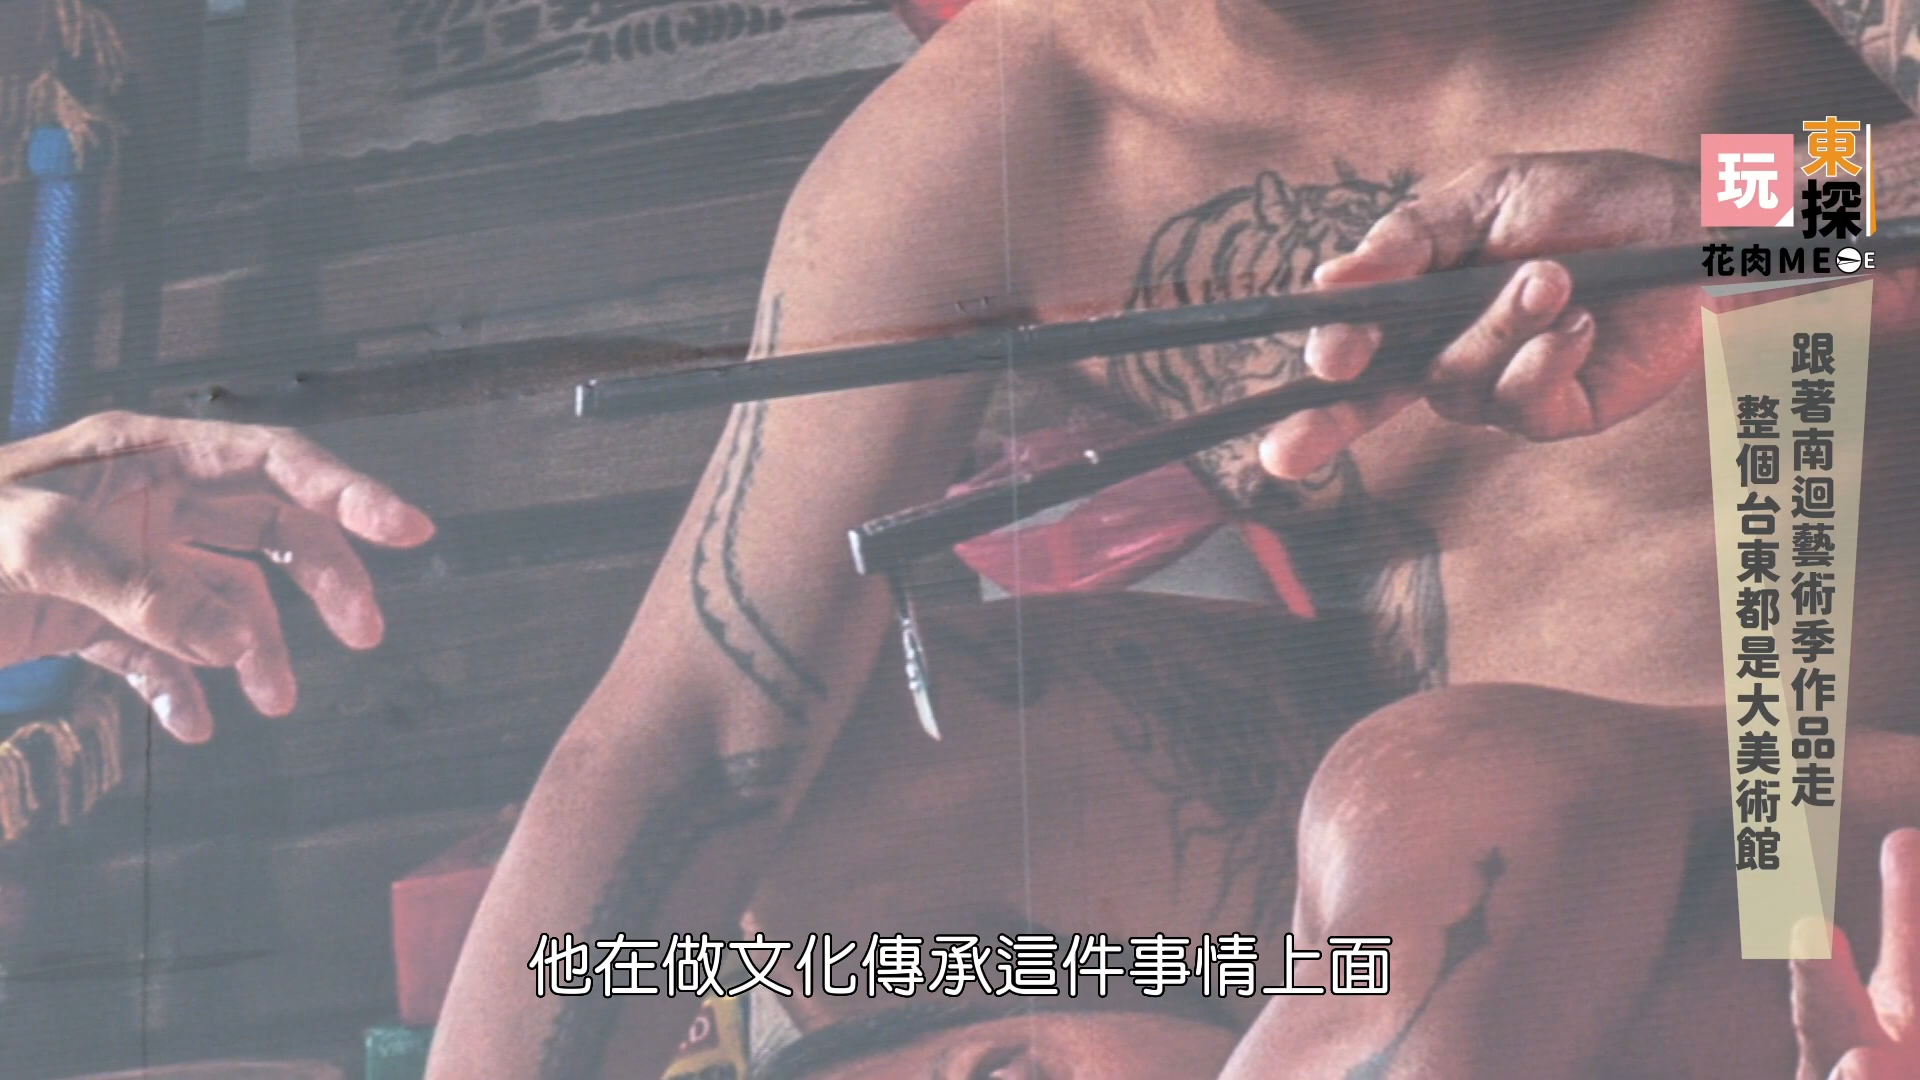 玩
東
探
花肉MEE
跟著南迴藝術季作品走
整個台東都是大美術館
他在做文化傳承這件事情上面
.D